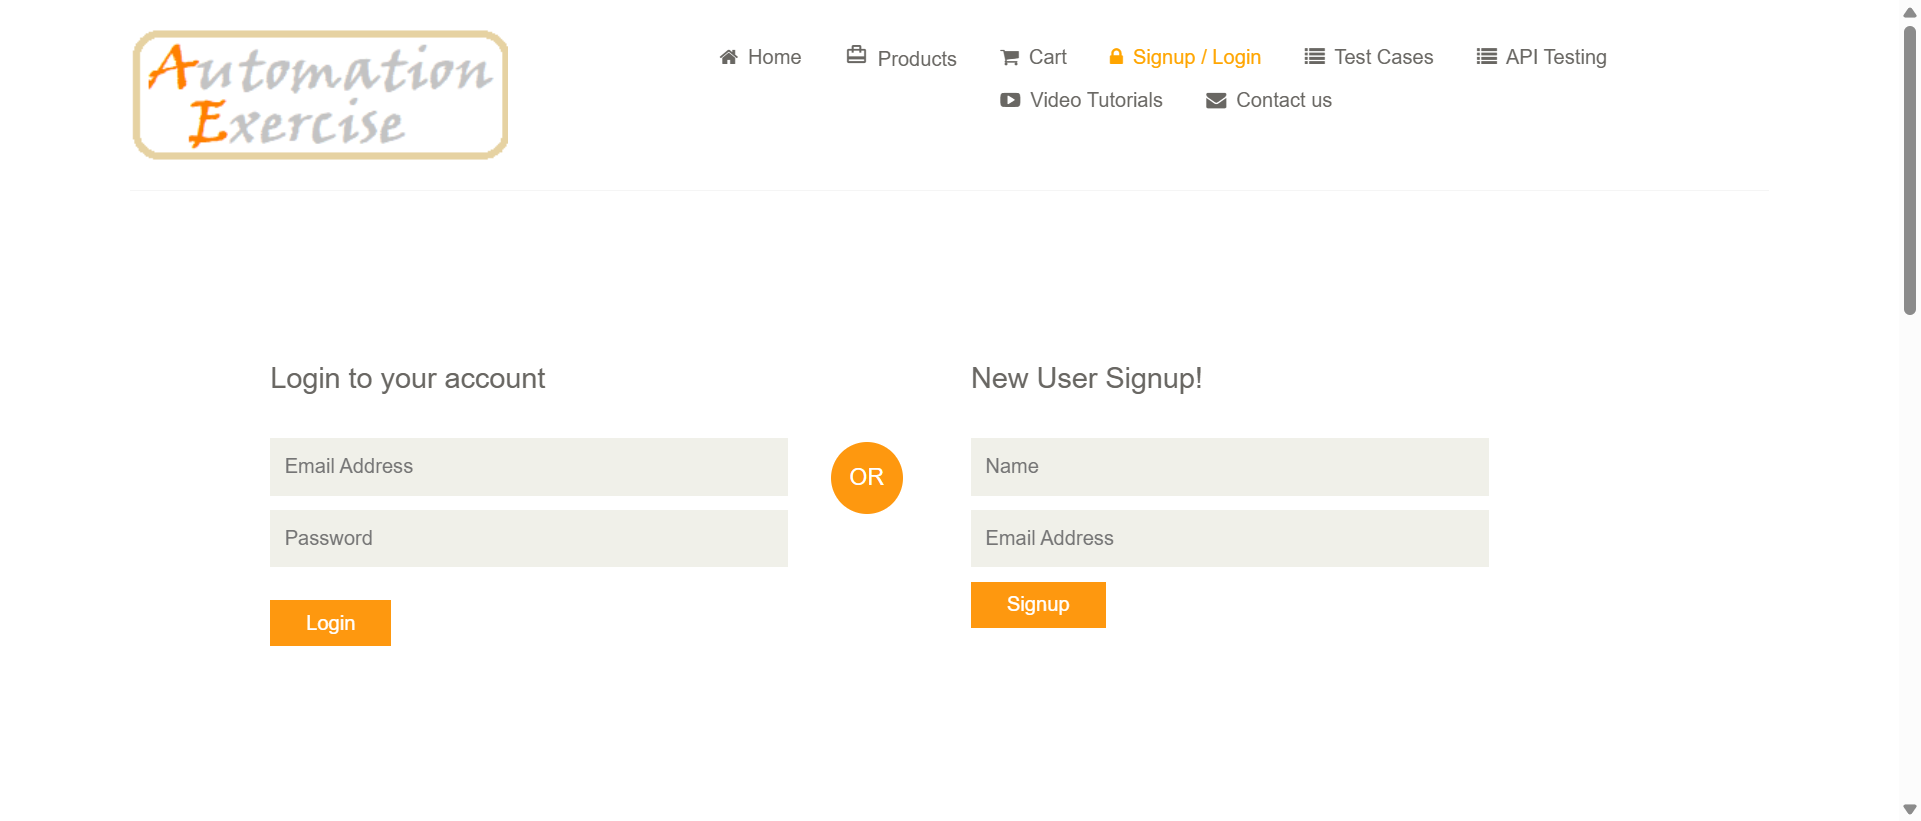 Automation
Exercise
Home Products Cart Signup / Login Test Cases API Testing
Video Tutorials Contact us
Login to your account
Email Address
Password
Login
OR
New User Signup!
Name
Email Address
Signup